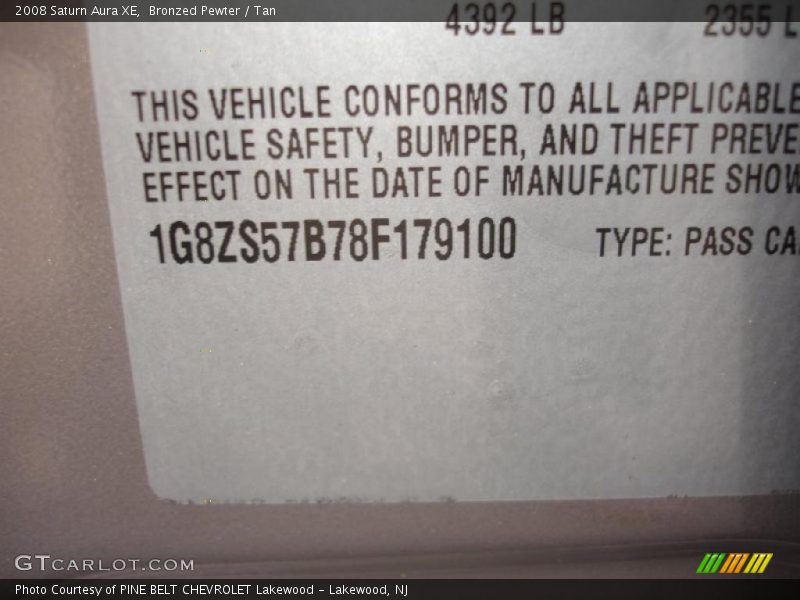 2008 Saturn Aura XE, Bronzed Pewter / Tan
4392 LB 2355 L
THIS VEHICLE CONFORMS TO ALL APPLICABLE
VEHICLE SAFETY, BUMPER, AND THEFT PREVE
EFFECT ON THE DATE OF MANUFACTURE SHOW
1G8ZS57B78F179100 TYPE: PASS CA
GTCARLOT.COM
Photo Courtesy of PINE BELT CHEVROLET Lakewood - Lakewood, NJ